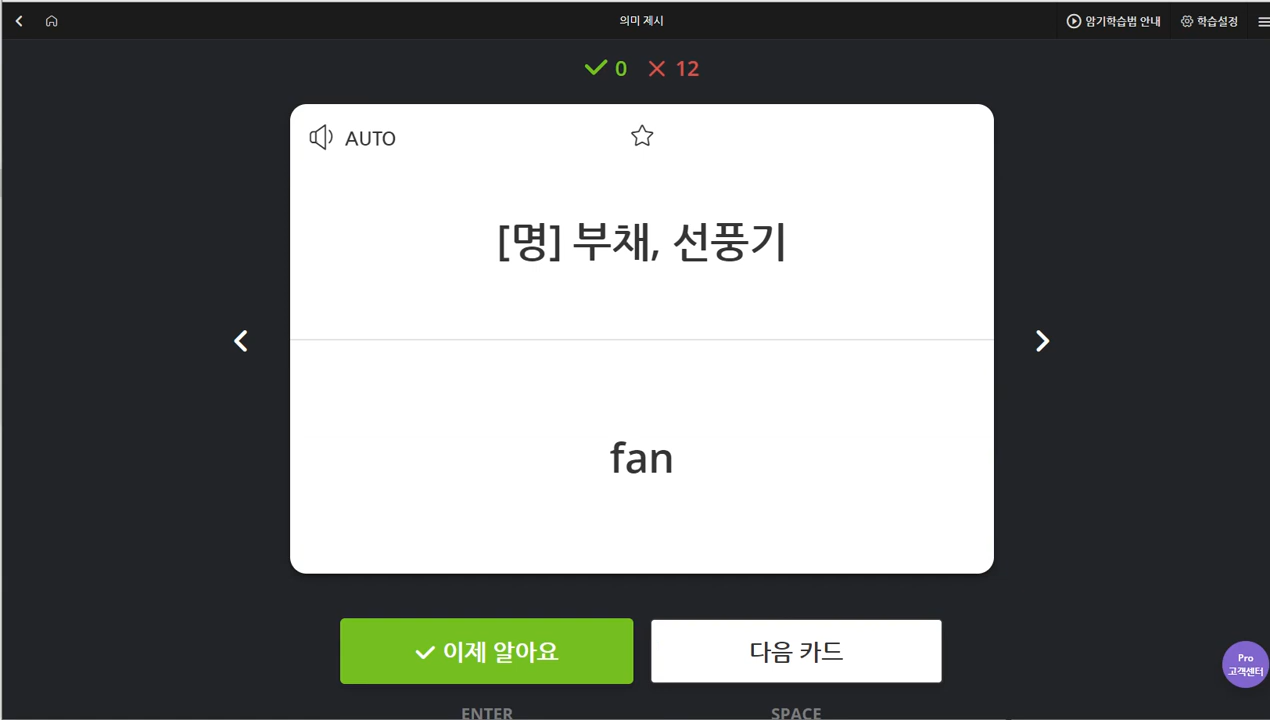 의미 제시
암기학습법 안내
학습설정
0
12
AUTO
[명] 부채, 선풍기
fan
이제 알아요
다음 카드
ENTER
SPACE
Pro
고객센터